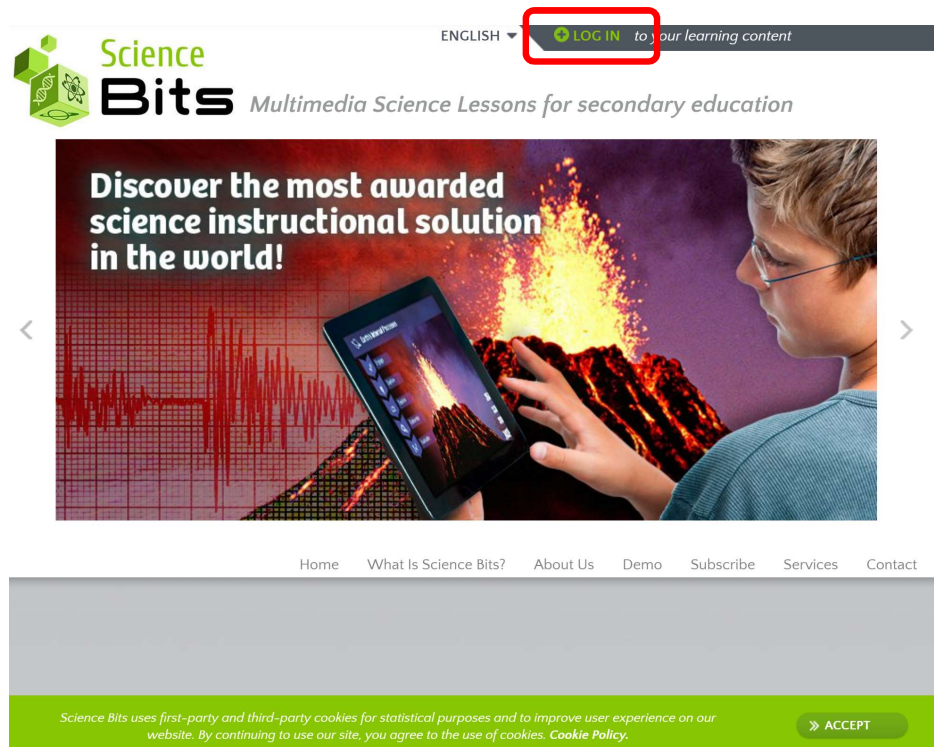 ENGLISH
LOG IN to your learning content
Science
Bits
Multimedia Science Lessons for secondary education
Discover the most awarded
science instructional solution
in the world!
Home What Is Science Bits? About Us Demo Subscribe Services Contact
Science Bits uses first-party and third-party cookies for statistical purposes and to improve user experience on our
website. By continuing to use our site, you agree to the use of cookies. Cookie Policy.
ACCEPT